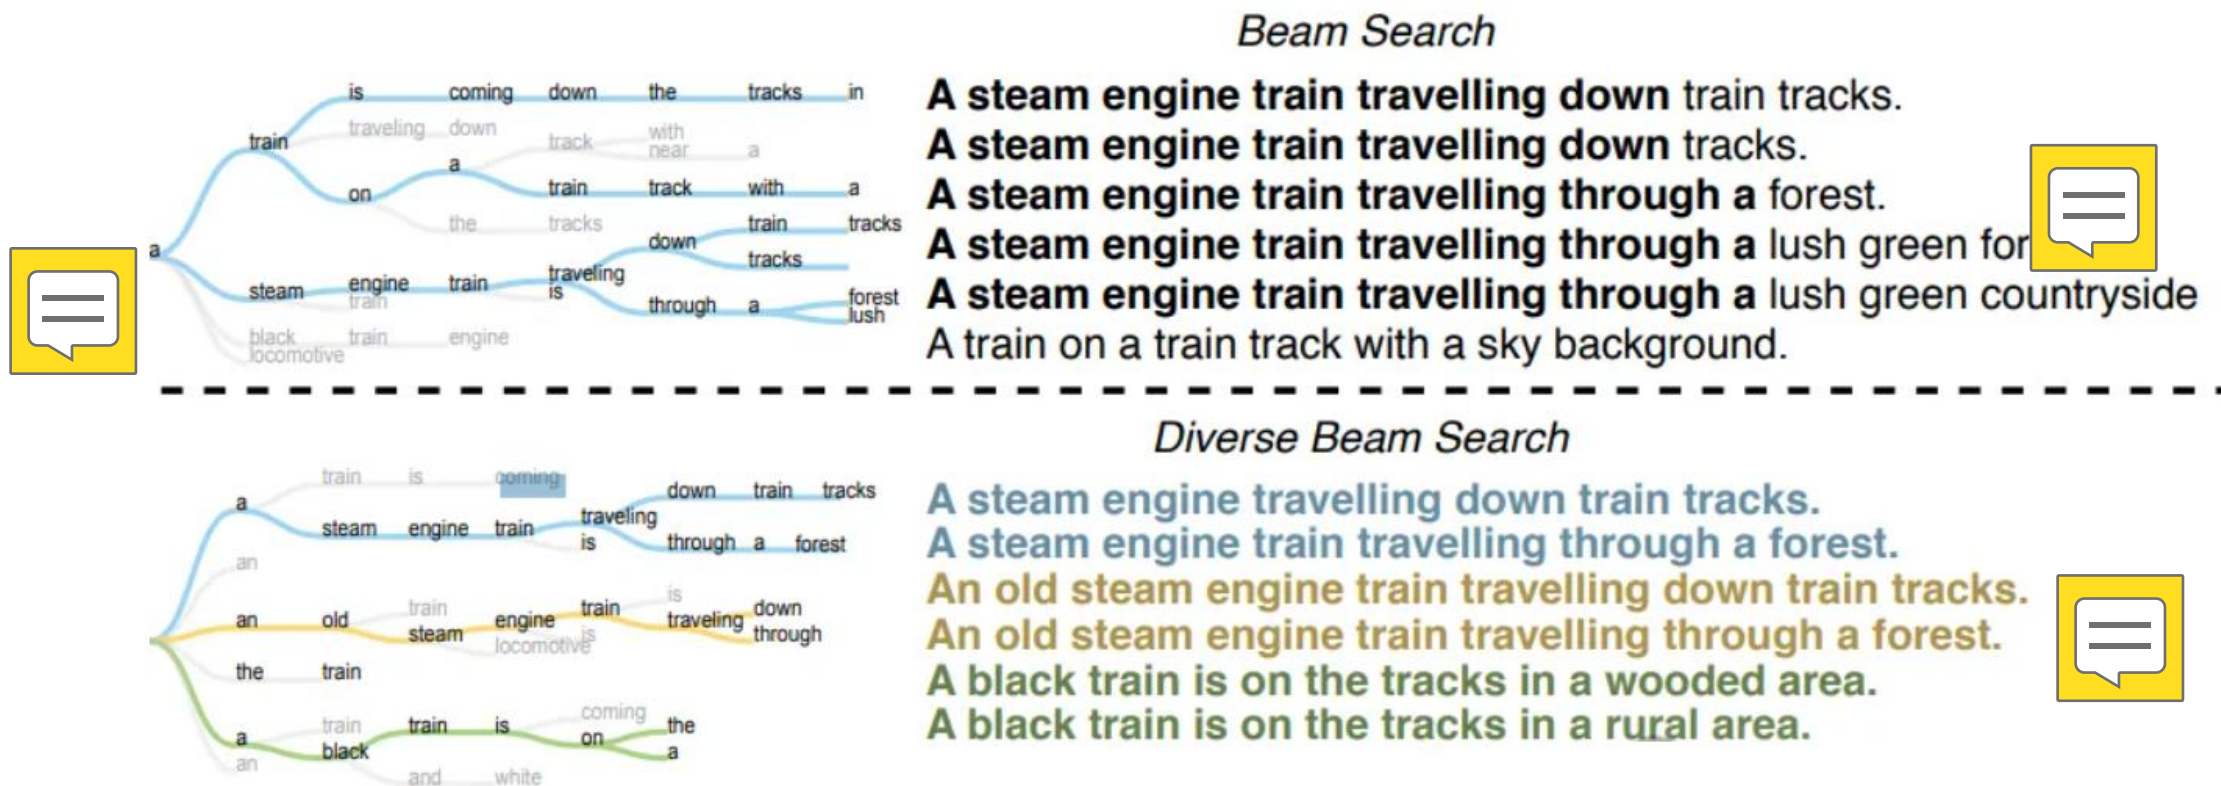 Beam Search
is coming down the tracks in
traveling down
train
track with
near a
a
on
train track with a
the tracks
train tracks
down
a
tracks
traveling
steam engine train is
train
through a forest
lush
black train engine
locomotive
A steam engine train travelling down train tracks.
A steam engine train travelling down tracks.
A steam engine train travelling through a forest.
A steam engine train travelling through a lush green for
A steam engine train travelling through a lush green countryside
A train on a train track with a sky background.
Diverse Beam Search
train is coming
a
down train tracks
traveling
steam engine train is
through a forest
an
is
train
train down
an old engine traveling
steam is through
locomotive
the train
coming
train train is the
a on
black a
an
and white
A steam engine travelling down train tracks.
A steam engine train travelling through a forest.
An old steam engine train travelling down train tracks.
An old steam engine train travelling through a forest.
A black train is on the tracks in a wooded area.
A black train is on the tracks in a rural area.